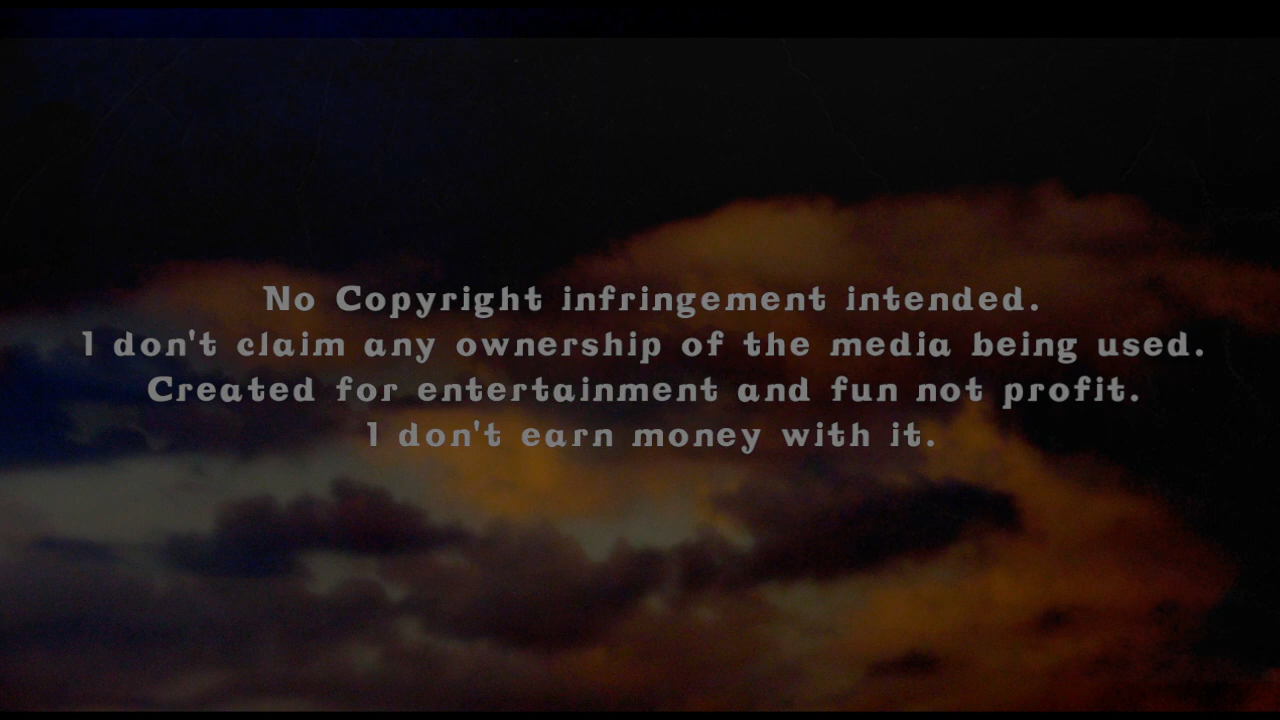 No Copyright infringement intended.
I don't claim any ownership of the media being used.
Created for entertainment and fun not profit.
I don't earn money with it.